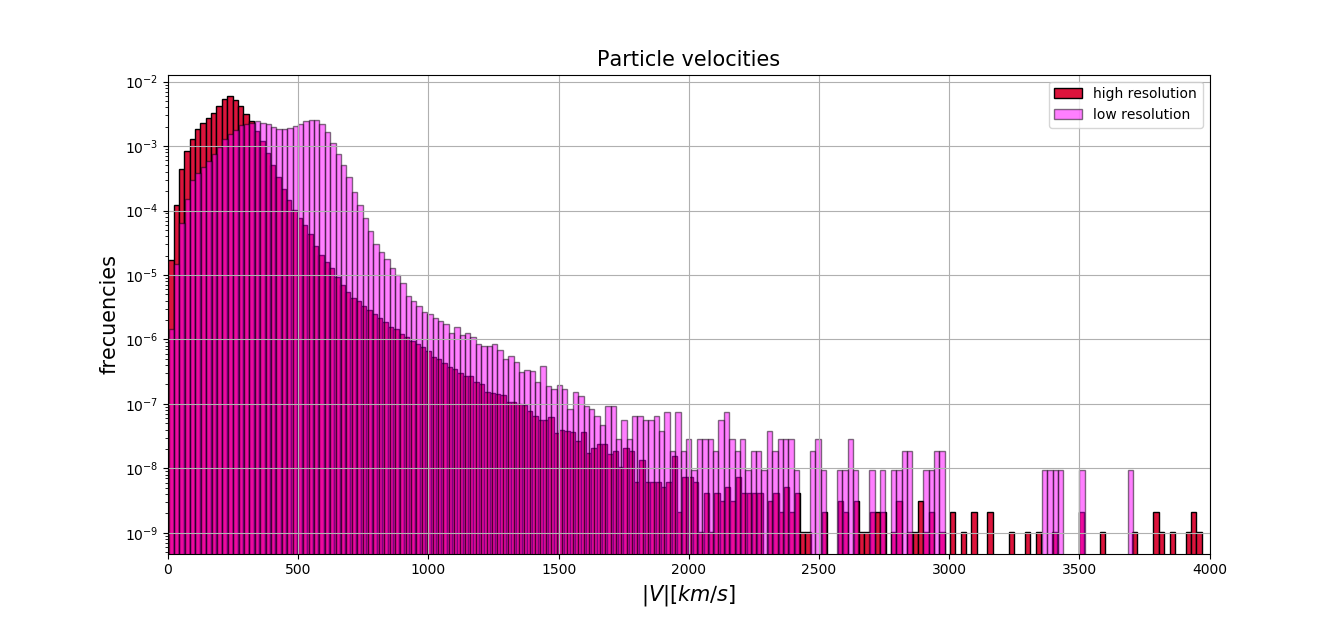 Particle velocities
high resolution
low resolution
frecuencies
10⁻²
10⁻³
10⁻⁴
10⁻⁵
10⁻⁶
10⁻⁷
10⁻⁸
10⁻⁹
0 500 1000 1500 2000 2500 3000 3500 4000
|V|[km/s]